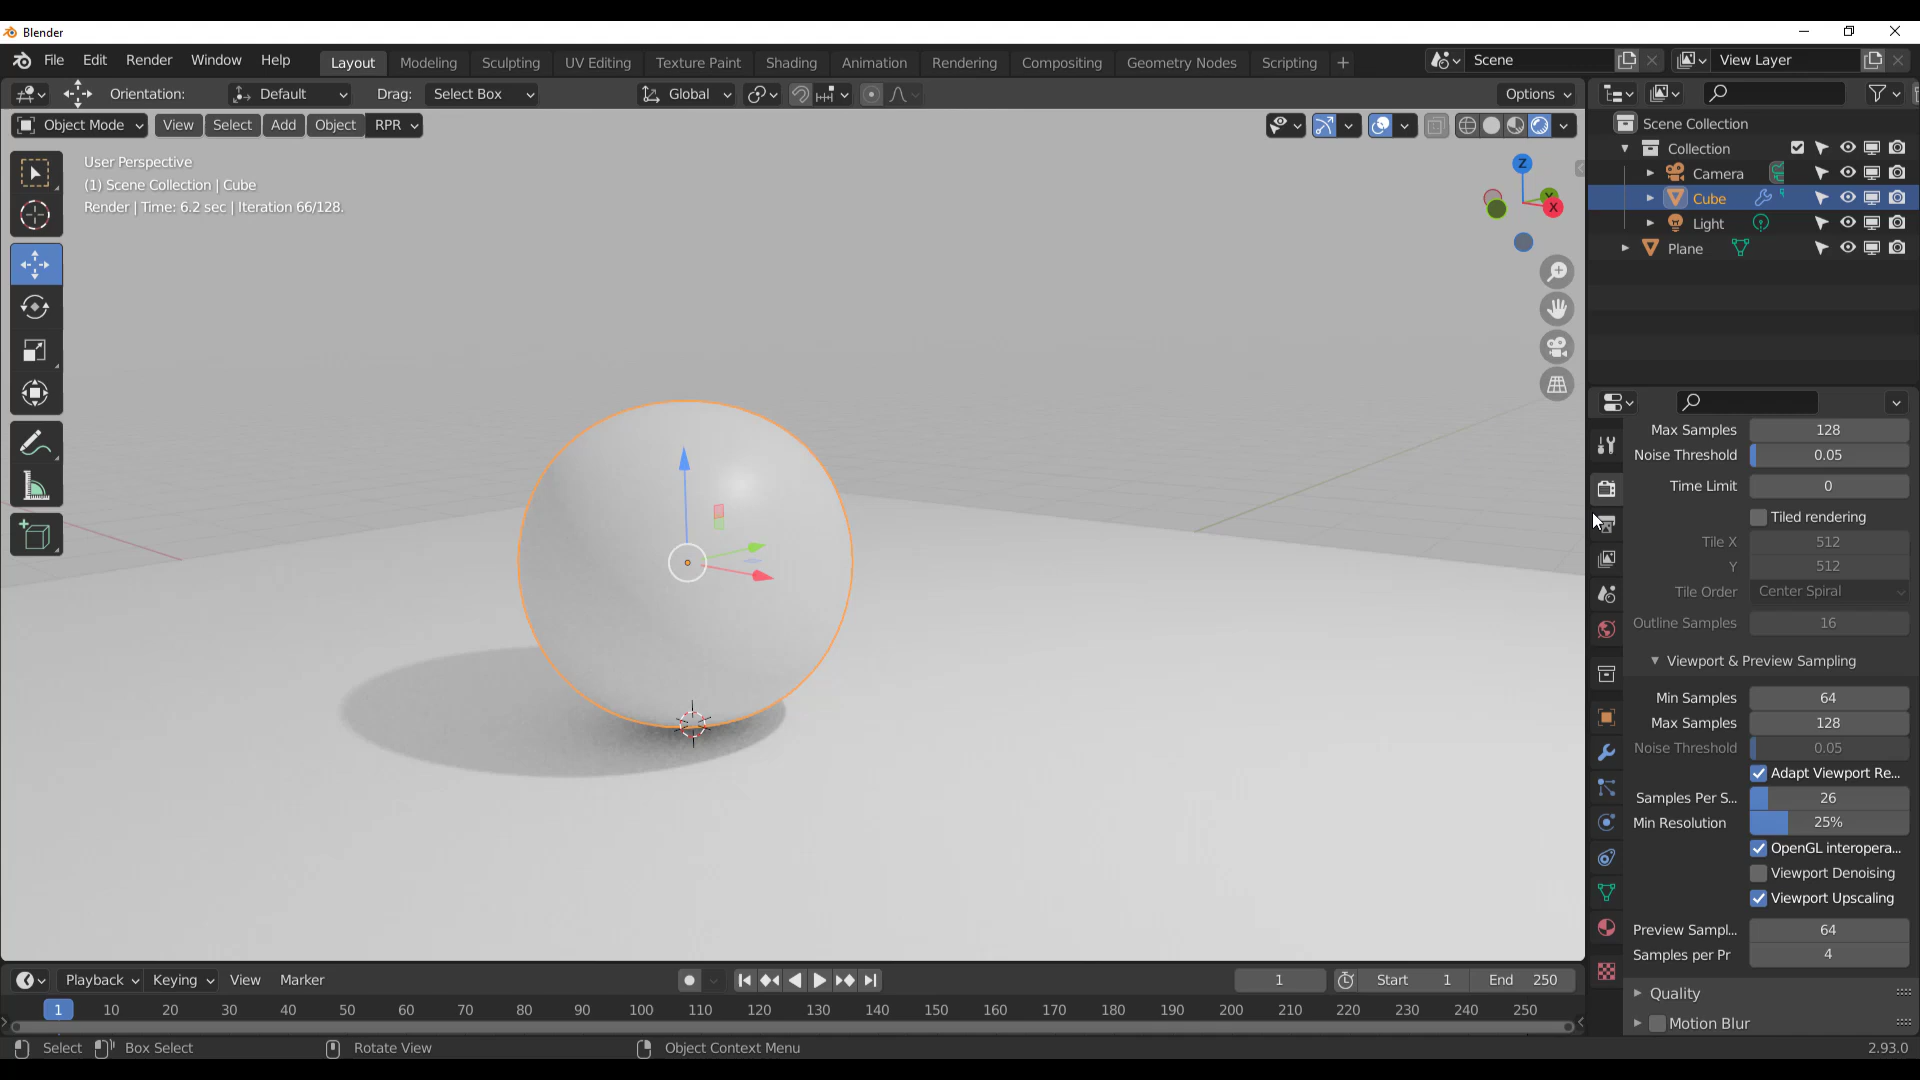 Blender
File Edit Render Window Help Layout Modeling Sculpting UV Editing Texture Paint Shading Animation Rendering Compositing Geometry Nodes Scripting + Scene View Layer
Orientation: Default Drag: Select Box Global Options
Object Mode View Select Add Object RPR
User Perspective
(1) Scene Collection | Cube
Render | Time: 6.2 sec | Iteration 66/128.
Z
Y
X
Scene Collection
Collection
Camera
Cube
Light
Plane
Max Samples 128
Noise Threshold 0.05
Time Limit 0
Tiled rendering
Tile X 512
Y 512
Tile Order Center Spiral
Outline Samples 16
Viewport & Preview Sampling
Min Samples 64
Max Samples 128
Noise Threshold 0.05
Adapt Viewport Re...
Samples Per S... 26
Min Resolution 25%
OpenGL interopera...
Viewport Denoising
Viewport Upscaling
Preview Sampl... 64
Samples per Pr 4
Quality
Motion Blur
Playback Keying View Marker 1 Start 1 End 250
1 10 20 30 40 50 60 70 80 90 100 110 120 130 140 150 160 170 180 190 200 210 220 230 240 250
Select Box Select Rotate View Object Context Menu 2.93.0